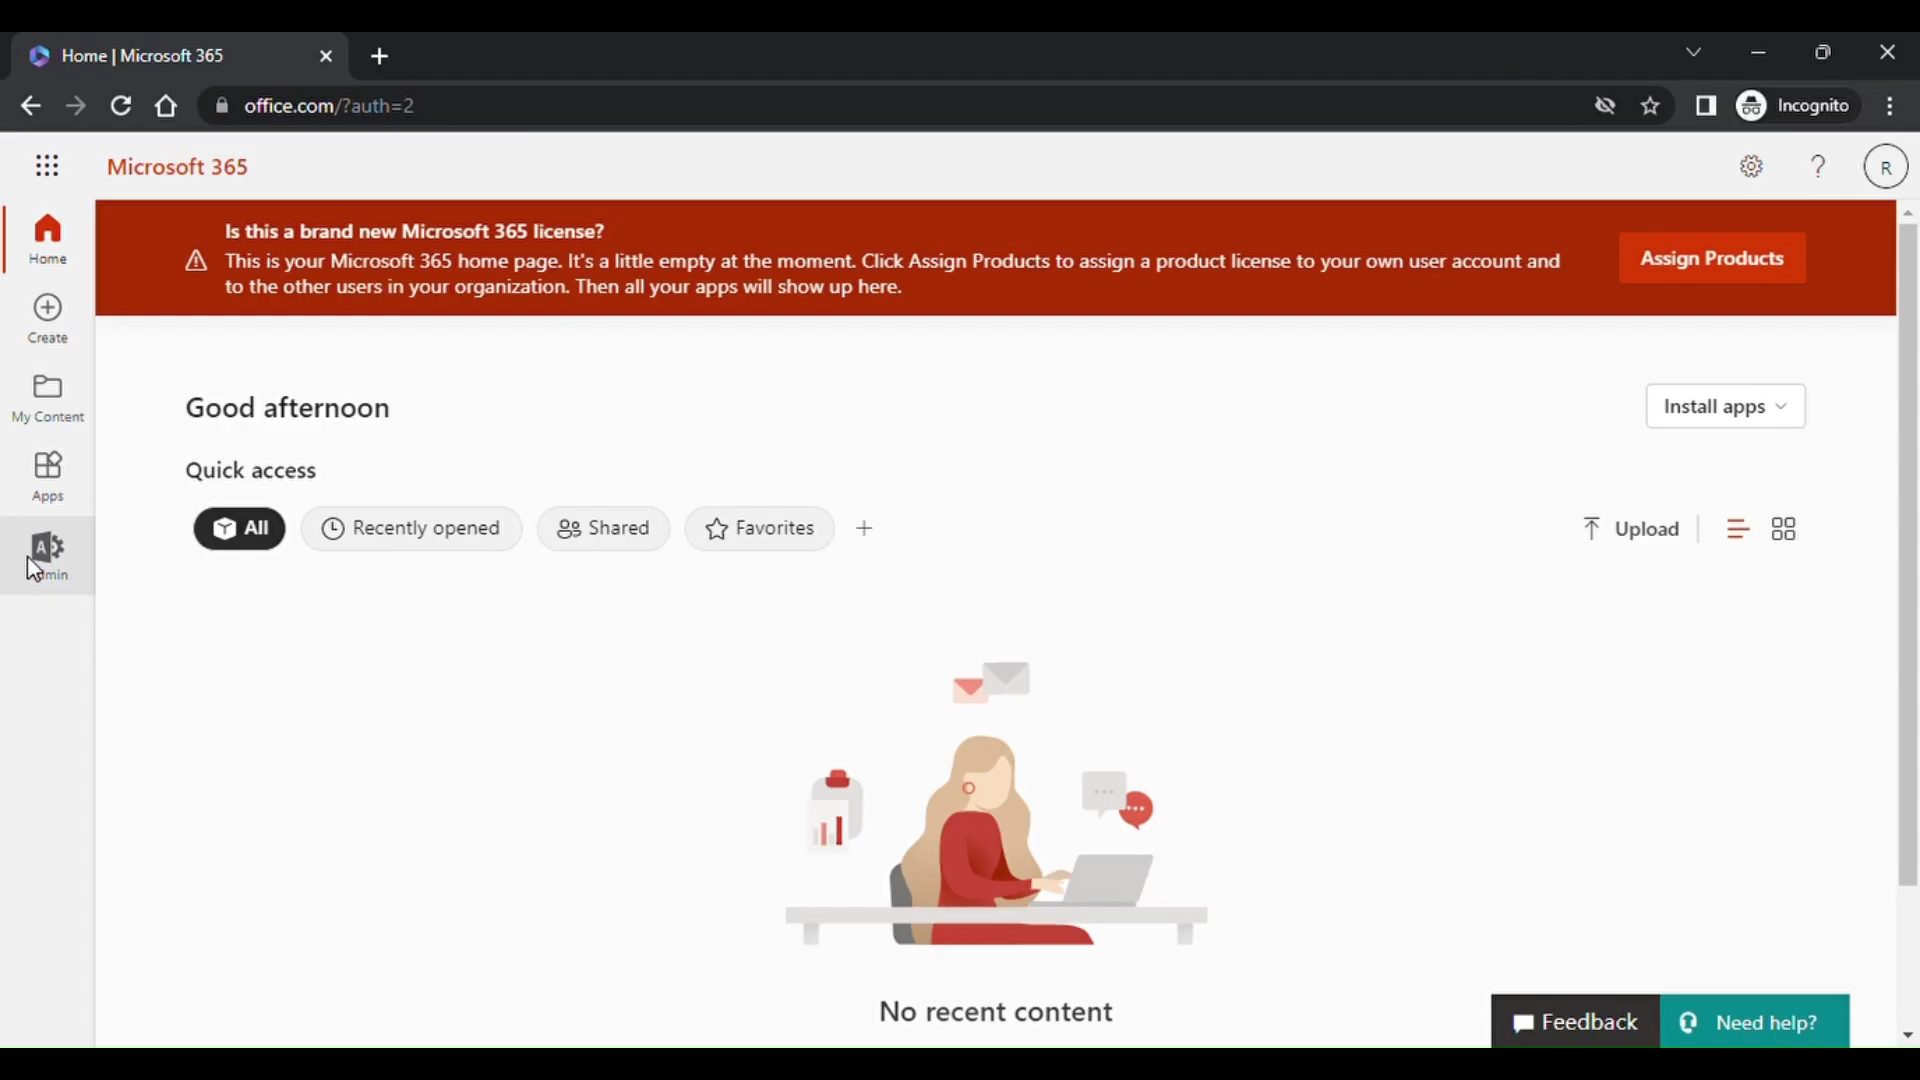 Home | Microsoft 365
office.com/?auth=2
Incognito
Microsoft 365
R
Home
Create
My Content
Apps
Is this a brand new Microsoft 365 license?
This is your Microsoft 365 home page. It's a little empty at the moment. Click Assign Products to assign a product license to your own user account and
to the other users in your organization. Then all your apps will show up here.
Assign Products
Good afternoon
Install apps
Quick access
All
Recently opened
Shared
Favorites
Upload
No recent content
Feedback
Need help?